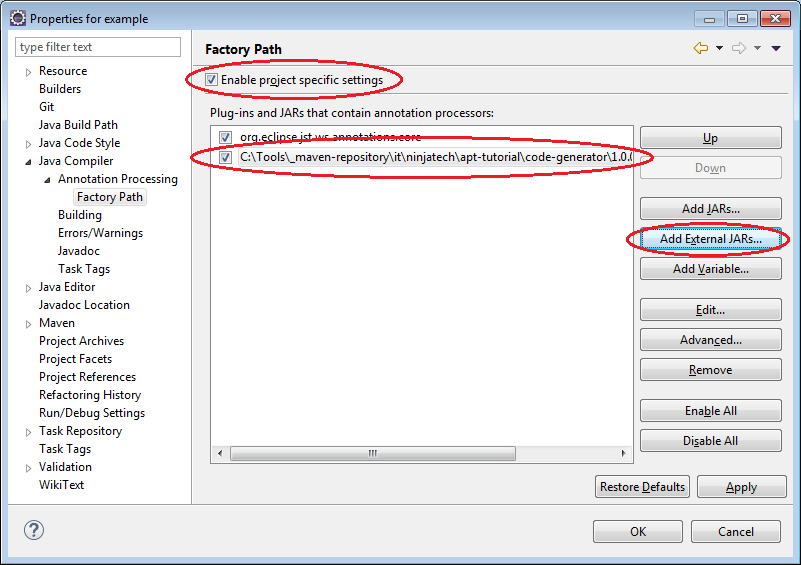 Properties for example
type filter text
Resource
Builders
Git
Java Build Path
Java Code Style
Java Compiler
Annotation Processing
Factory Path
Building
Errors/Warnings
Javadoc
Task Tags
Java Editor
Javadoc Location
Maven
Project Archives
Project Facets
Project References
Refactoring History
Run/Debug Settings
Task Repository
Task Tags
Validation
WikiText
Factory Path
Enable project specific settings
Plug-ins and JARs that contain annotation processors:
org.eclipse.jst.ws.annotations.core
C:\Tools\_maven-repository\it\ninjatech\apt-tutorial\code-generator\1.0.0
Up
Down
Add JARs...
Add External JARs...
Add Variable...
Edit...
Advanced...
Remove
Enable All
Disable All
Restore Defaults
Apply
?
OK
Cancel